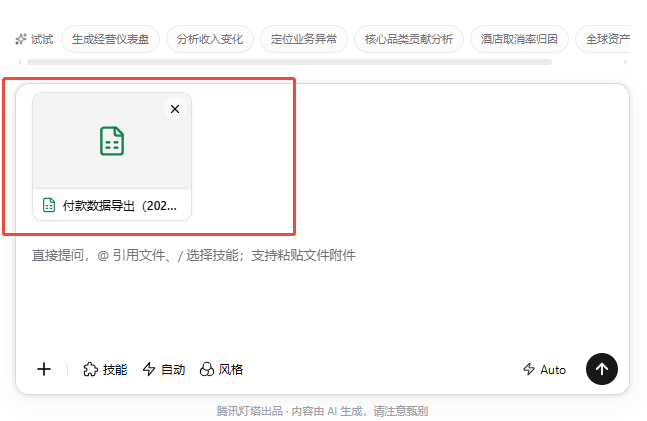 试试 生成经营仪表盘 分析收入变化 定位业务异常 核心品类贡献分析 酒店取消率归因 全球资产
付款数据导出（202...
直接提问，@ 引用文件、/ 选择技能；支持粘贴文件附件
技能 自动 风格 Auto
腾讯灯塔出品 · 内容由 AI 生成，请注意甄别